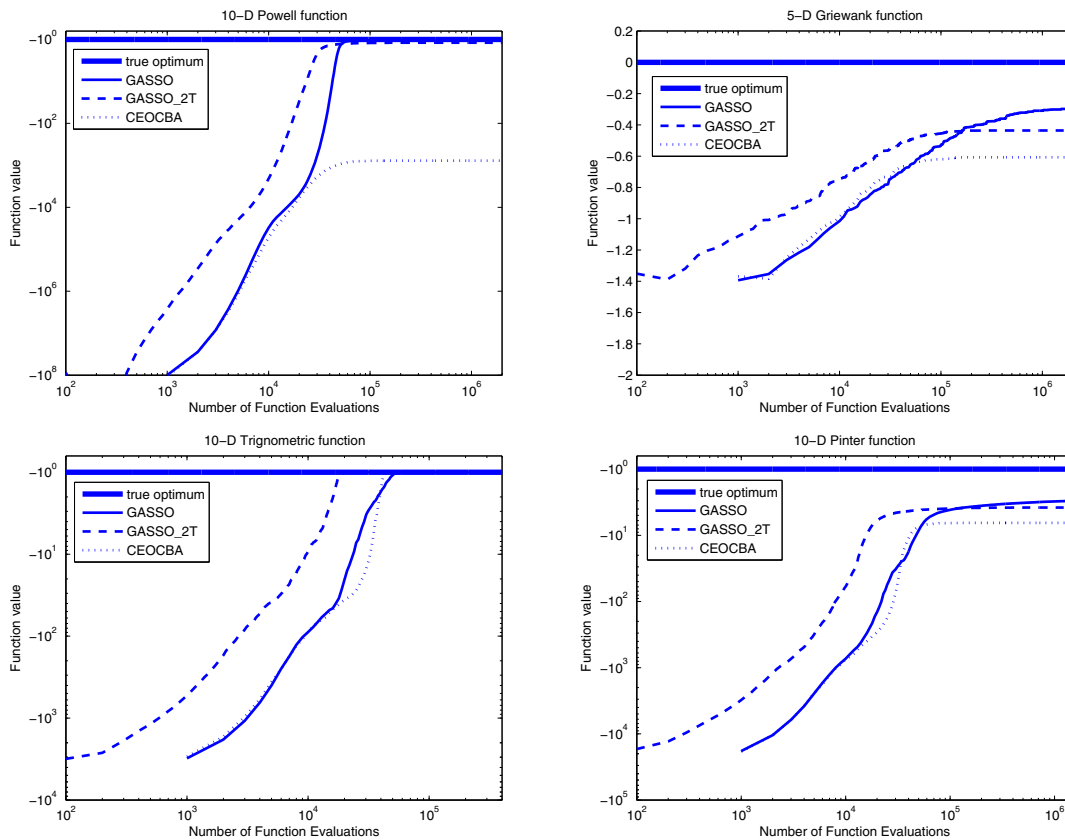 10−D Powell function
−10^0
−10^2
−10^4
−10^6
−10^8
Function value
true optimum
GASSO
GASSO_2T
CEOCBA
10^2
10^3
10^4
10^5
10^6
Number of Function Evaluations
5−D Griewank function
0.2
0
−0.2
−0.4
−0.6
−0.8
−1
−1.2
−1.4
−1.6
−1.8
−2
Function value
true optimum
GASSO
GASSO_2T
CEOCBA
10^2
10^3
10^4
10^5
10^6
Number of Function Evaluations
10−D Trignometric function
−10^0
−10^1
−10^2
−10^3
−10^4
Function value
true optimum
GASSO
GASSO_2T
CEOCBA
10^2
10^3
10^4
10^5
Number of Function Evaluations
10−D Pinter function
−10^0
−10^1
−10^2
−10^3
−10^4
−10^5
Function value
true optimum
GASSO
GASSO_2T
CEOCBA
10^2
10^3
10^4
10^5
10^6
Number of Function Evaluations